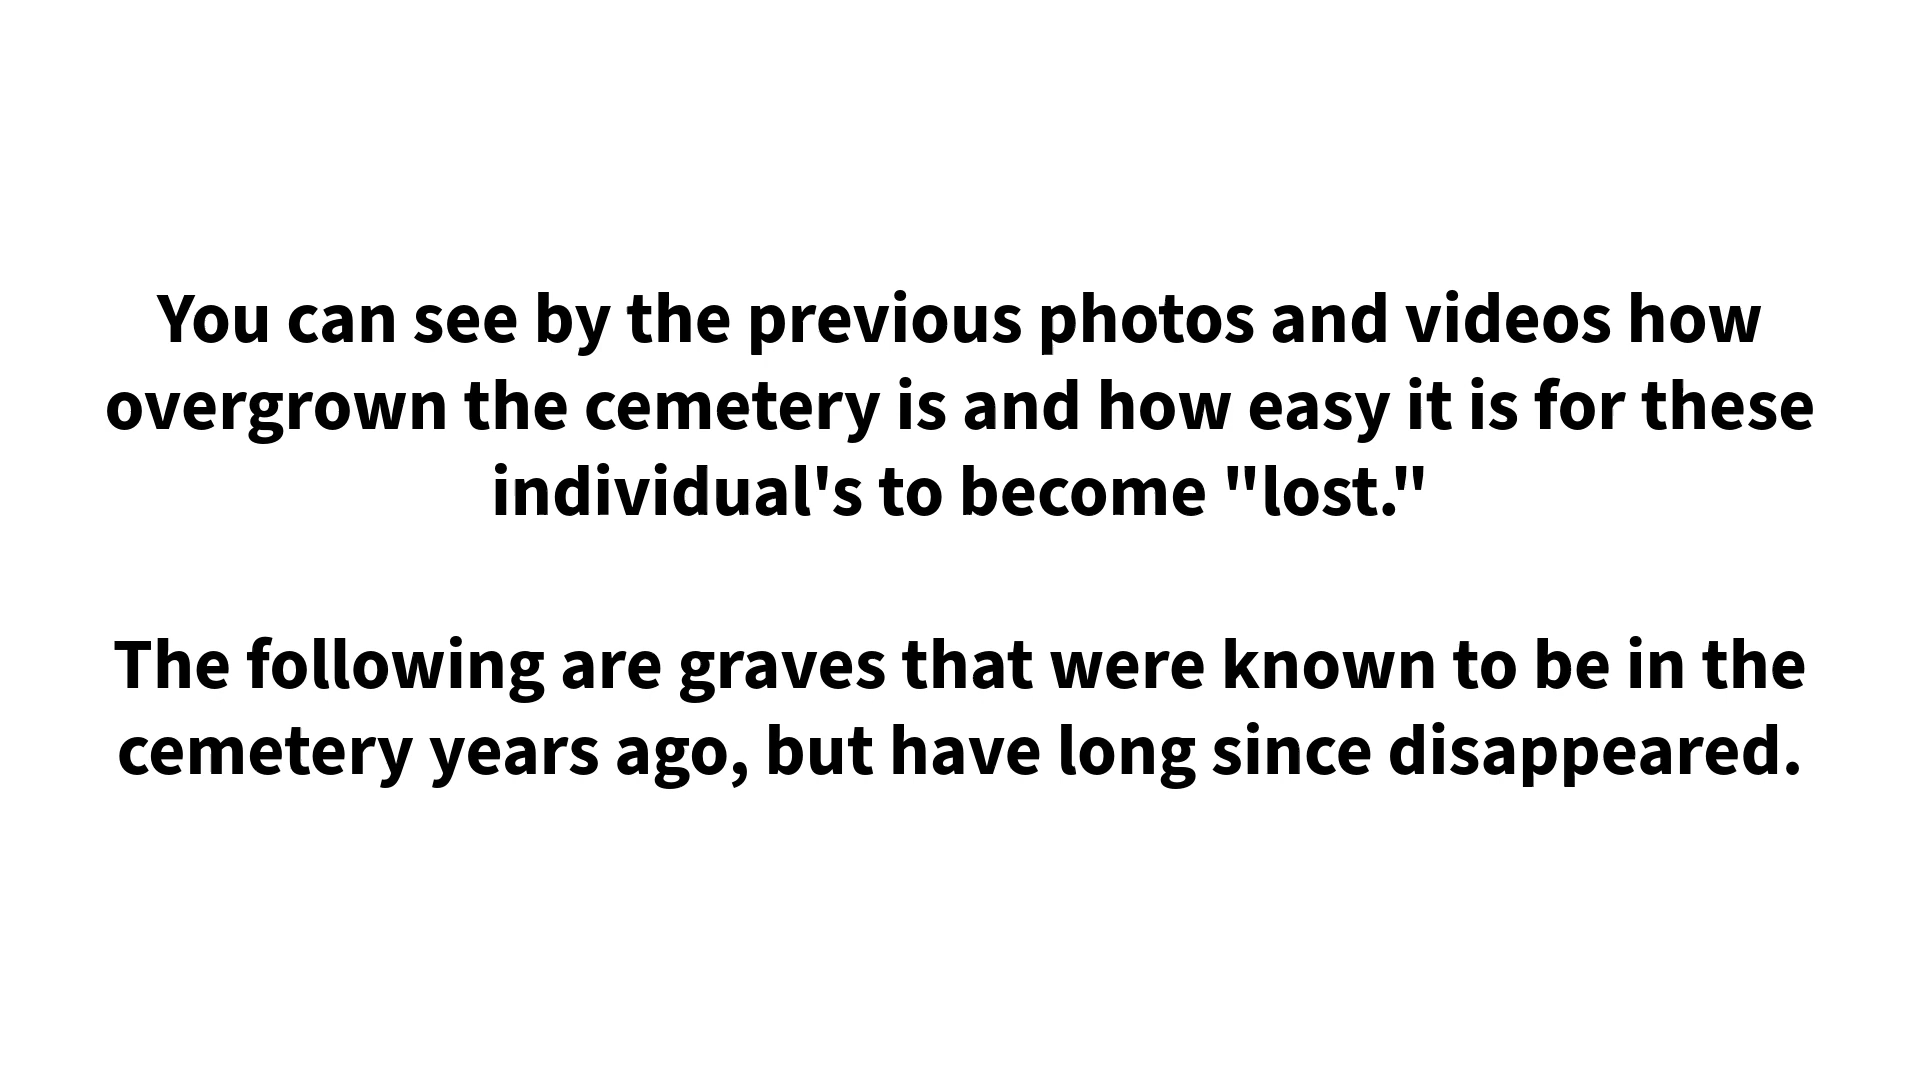 You can see by the previous photos and videos how
overgrown the cemetery is and how easy it is for these
individual's to become "lost."
The following are graves that were known to be in the
cemetery years ago, but have long since disappeared.